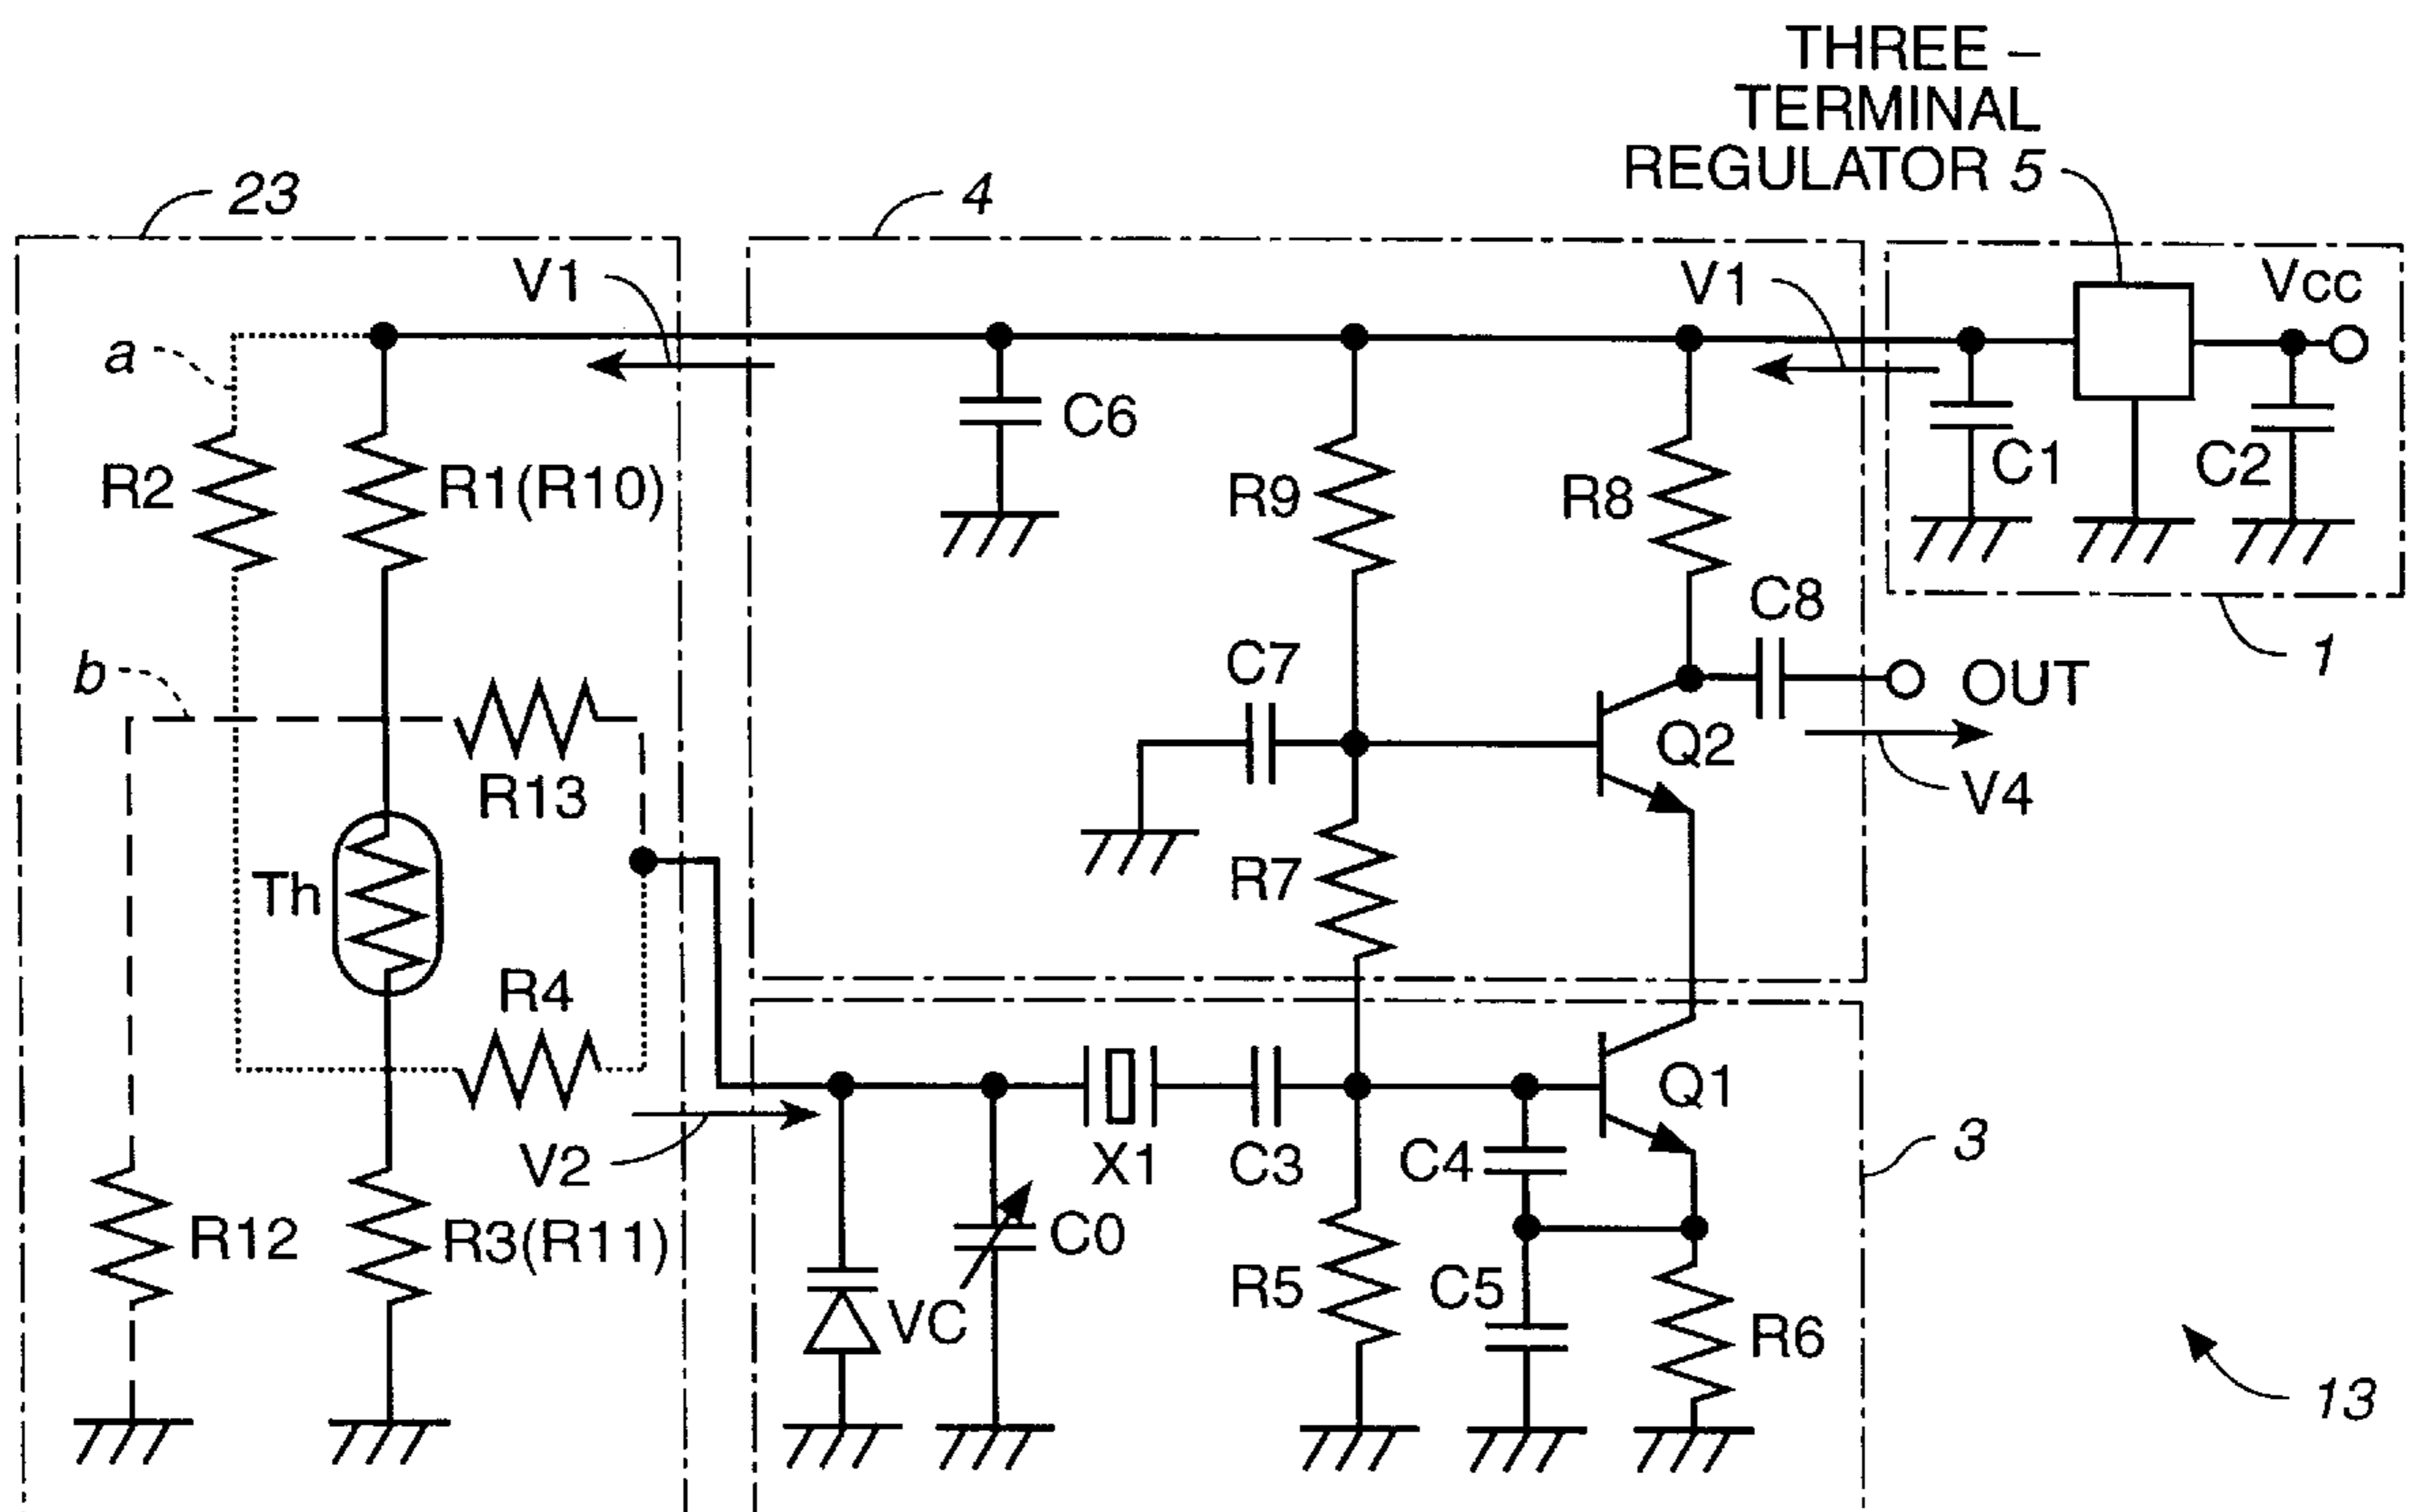 THREE –
TERMINAL
REGULATOR 5
23
4
V1
V1
Vcc
a
C6
C1
C2
R2
R1(R10)
R9
R8
C8
1
b
C7
OUT
Q2
R13
V4
Th
R7
R4
Q1
V2
X1
C3
C4
3
R12
R3(R11)
C0
VC
R5
C5
R6
13